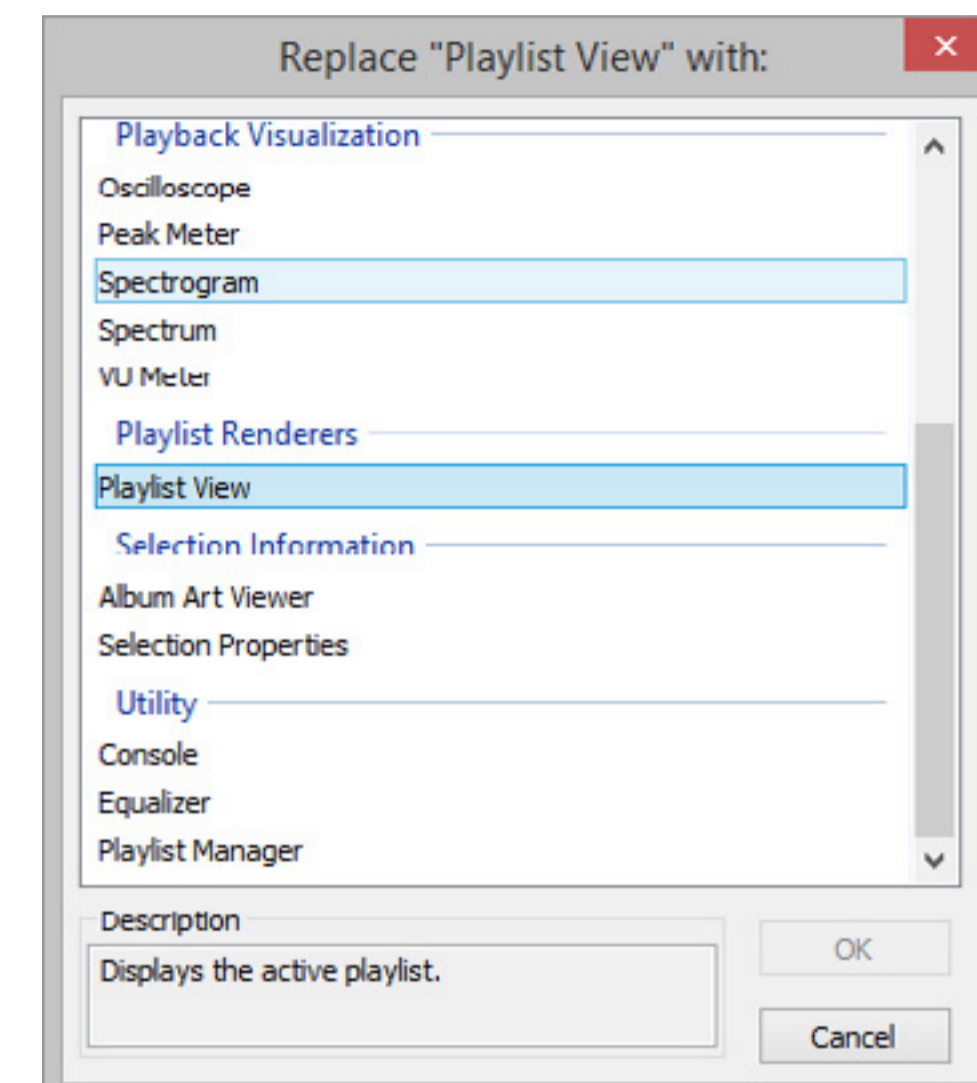 Replace "Playlist View" with:
Playback Visualization
Oscilloscope
Peak Meter
Spectrogram
Spectrum
VU Meter
Playlist Renderers
Playlist View
Selection Information
Album Art Viewer
Selection Properties
Utility
Console
Equalizer
Playlist Manager
Description
Displays the active playlist.
OK
Cancel